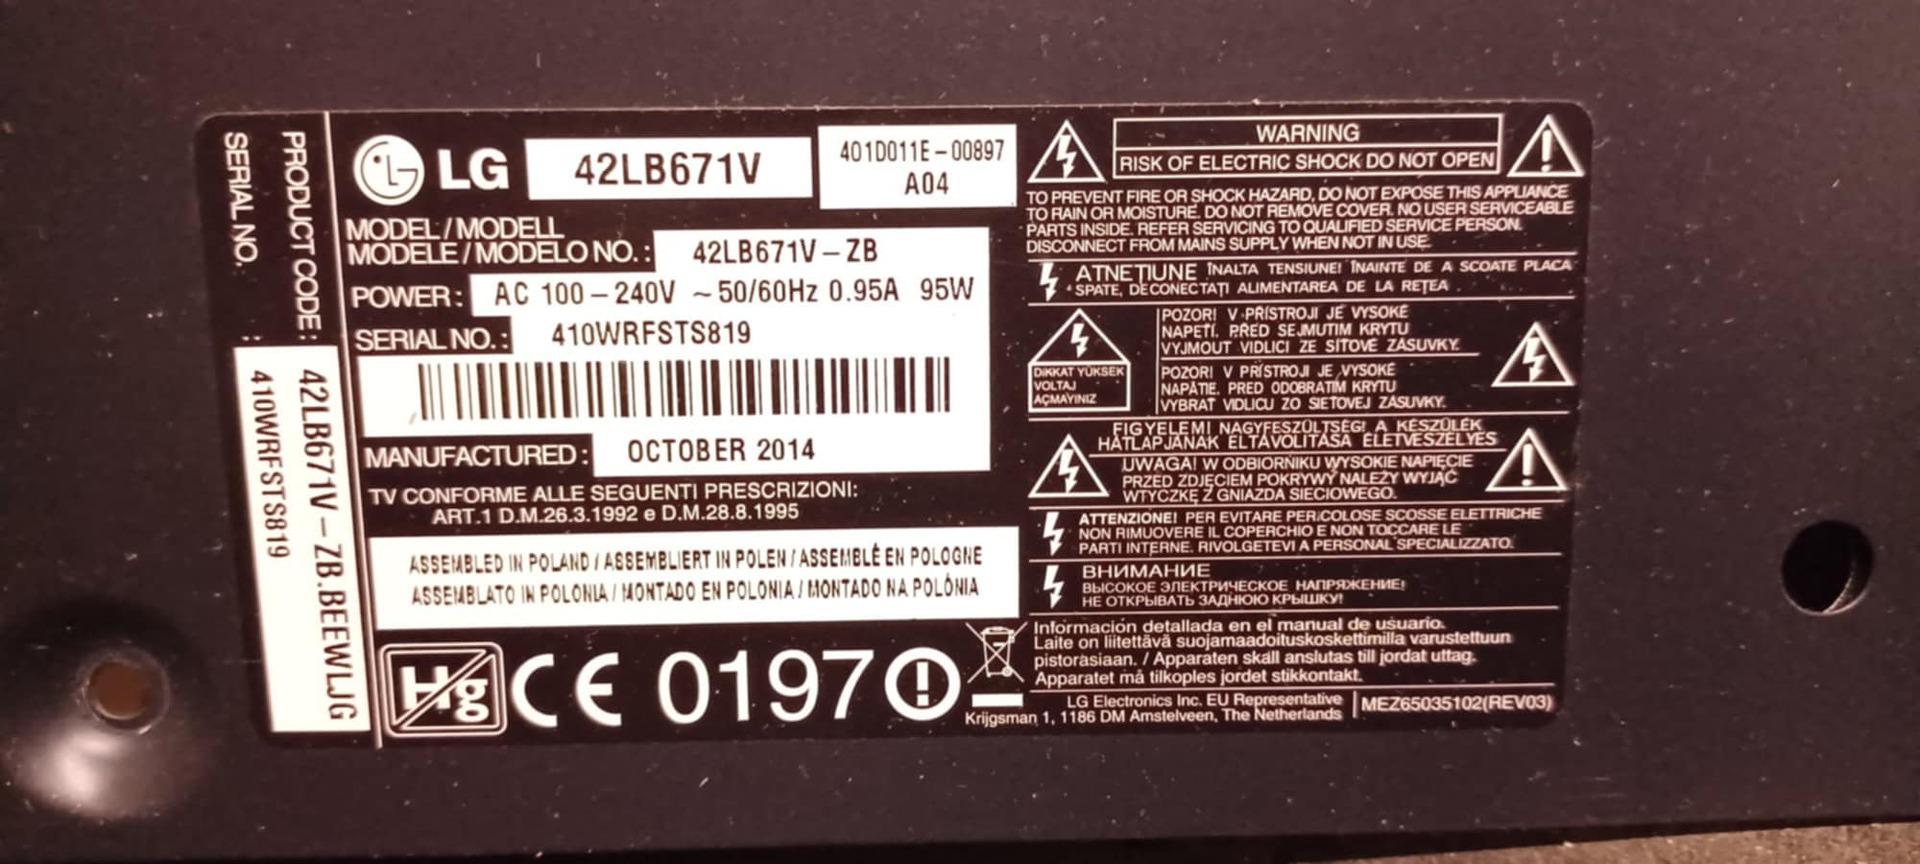 LG 42LB671V
401D011E-00897
A04
MODEL/MODELL
MODELE/MODELO NO.: 42LB671V-ZB
POWER: AC 100-240V ~50/60Hz 0.95A 95W
SERIAL NO.: 410WRFSTS819
MANUFACTURED: OCTOBER 2014
TV CONFORME ALLE SEGUENTI PRESCRIZIONI:
ART.1 D.M.26.3.1992 e D.M.28.8.1995
ASSEMBLED IN POLAND / ASSEMBLIERT IN POLEN / ASSEMBLÉ EN POLOGNE
ASSEMBLATO IN POLONIA / MONTADO EN POLONIA / MONTADO NA POLÓNIA
Hg CE 0197
PRODUCT CODE: 42LB671V-ZB.BEEWLJG
SERIAL NO. : 410WRFSTS819
WARNING
RISK OF ELECTRIC SHOCK DO NOT OPEN
TO PREVENT FIRE OR SHOCK HAZARD, DO NOT EXPOSE THIS APPLIANCE
TO RAIN OR MOISTURE. DO NOT REMOVE COVER. NO USER SERVICEABLE
PARTS INSIDE. REFER SERVICING TO QUALIFIED SERVICE PERSON.
DISCONNECT FROM MAINS SUPPLY WHEN NOT IN USE.
ATNEȚIUNE ÎNALTA TENSIUNE! ÎNAINTE DE A SCOATE PLACA
SPATE, DECONECTAȚI ALIMENTAREA DE LA REȚEA .
DİKKAT YÜKSEK
VOLTAJ
AÇMAYINIZ
POZOR! V PŘÍSTROJI JE VYSOKÉ
NAPĚTÍ. PŘED SEJMUTIM KRYTU
VYJMOUT VIDLICI ZE SÍŤOVÉ ZÁSUVKY.
POZOR! V PRÍSTROJI JE VYSOKÉ
NAPÄTIE. PRED ODOBRATÍM KRYTU
VYBRAŤ VIDLICU ZO SIEŤOVEJ ZÁSUVKY.
FIGYELEM! NAGYFESZÜLTSÉG! A KÉSZÜLÉK
HÁTLAPJÁNAK ELTÁVOLÍTÁSA ÉLETVESZÉLYES
UWAGA! W ODBIORNIKU WYSOKIE NAPIĘCIE
PRZED ZDJĘCIEM POKRYWY NALEŻY WYJĄĆ
WTYCZKĘ Z GNIAZDA SIECIOWEGO.
ATTENZIONE! PER EVITARE PERICOLOSE SCOSSE ELETTRICHE
NON RIMUOVERE IL COPERCHIO E NON TOCCARE LE
PARTI INTERNE. RIVOLGETEVI A PERSONAL SPECIALIZZATO.
ВНИМАНИЕ
ВЫСОКОЕ ЭЛЕКТРИЧЕСКОЕ НАПРЯЖЕНИЕ!
НЕ ОТКРЫВАТЬ ЗАДНЮЮ КРЫШКУ!
Información detallada en el manual de usuario.
Laite on liitettävä suojamaadoituskoskettimilla varustettuun
pistorasiaan. / Apparaten skall anslutas till jordat uttag.
Apparatet må tilkoples jordet stikkontakt.
LG Electronics Inc. EU Representative
Krijgsman 1, 1186 DM Amstelveen, The Netherlands
MEZ65035102(REV03)